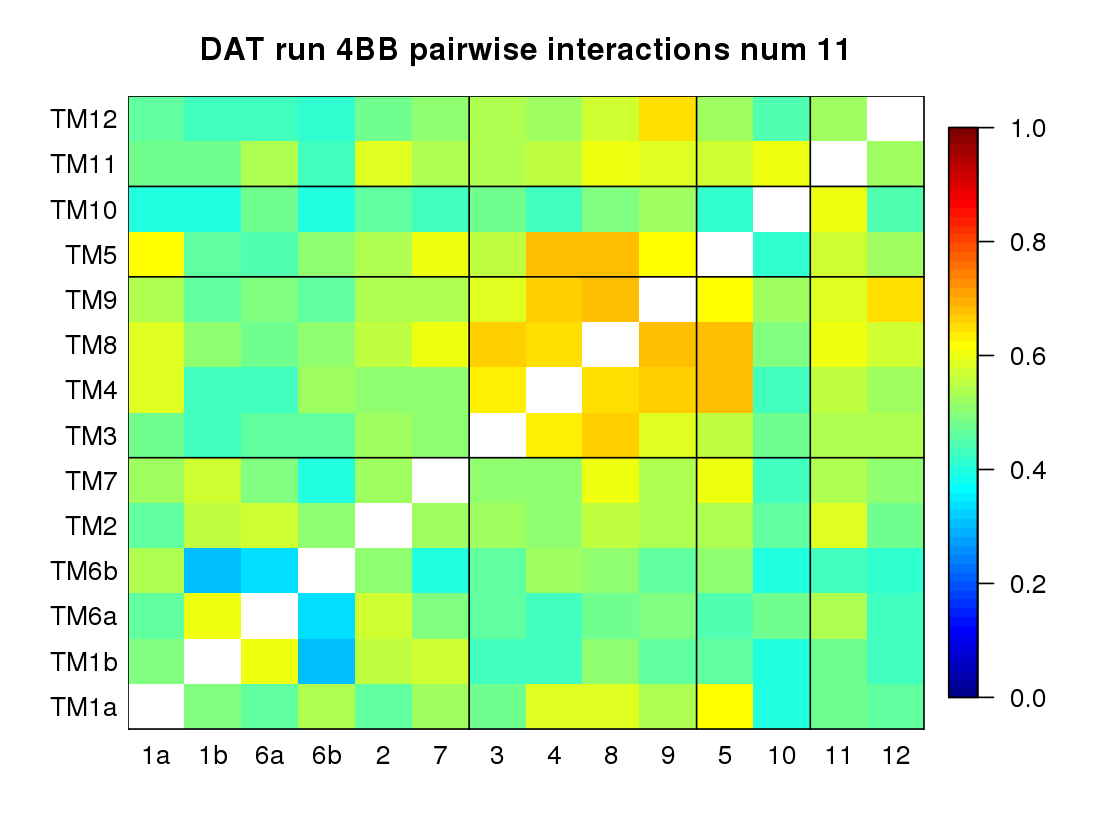 DAT run 4BB pairwise interactions num 11
TM12
TM11
TM10
TM5
TM9
TM8
TM4
TM3
TM7
TM2
TM6b
TM6a
TM1b
TM1a
1a 1b 6a 6b 2 7 3 4 8 9 5 10 11 12
1.0
0.8
0.6
0.4
0.2
0.0